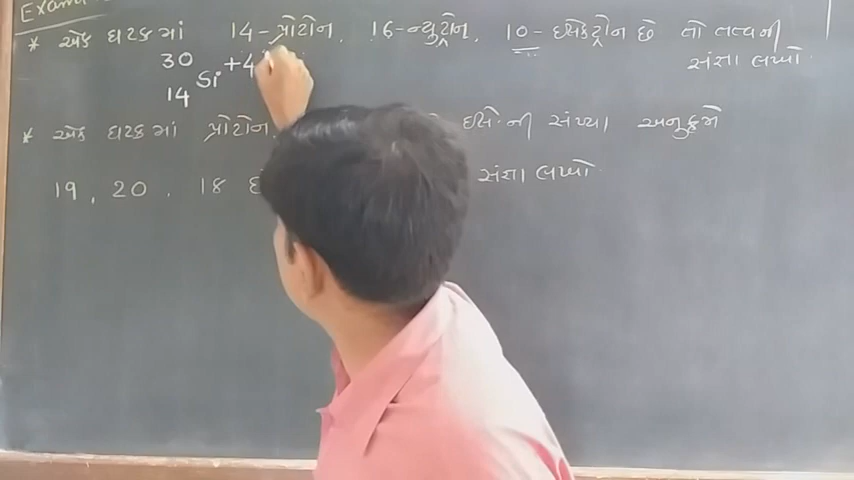 Exam
* એક ઘટકમાં 14-પ્રોટોન, 16-ન્યુટ્રોન, 10-ઇલેક્ટ્રોન છે તો તત્વની
સંજ્ઞા લખો.
30
14 Si +4
* એક ઘટકમાં પ્રોટોન, ઇલે.ની સંખ્યા અનુક્રમે
19, 20, 18 સંજ્ઞા લખો.